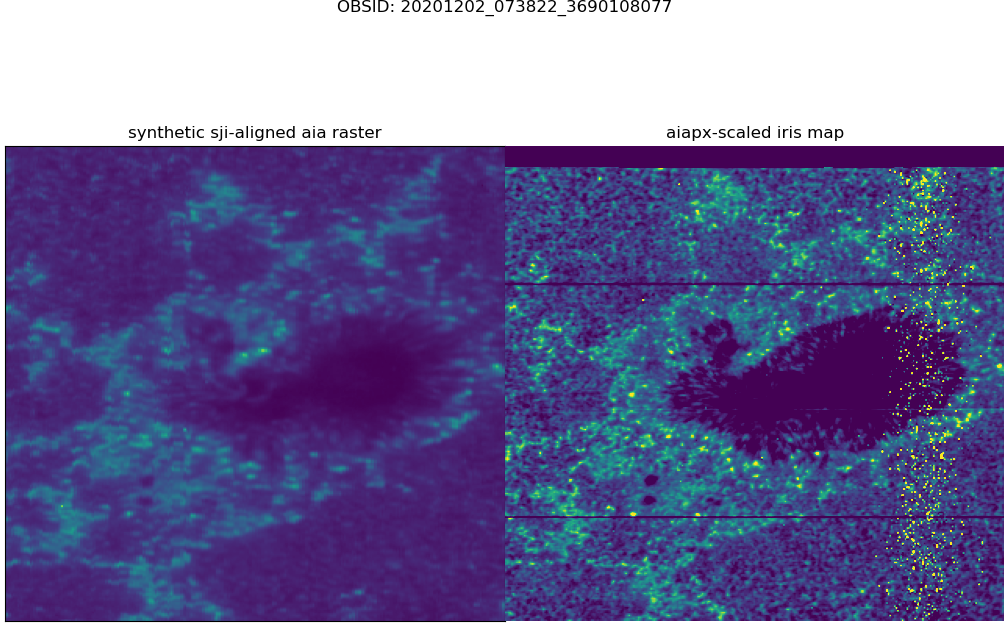 OBSID: 20201202_073822_3690108077
synthetic sji-aligned aia raster
aiapx-scaled iris map